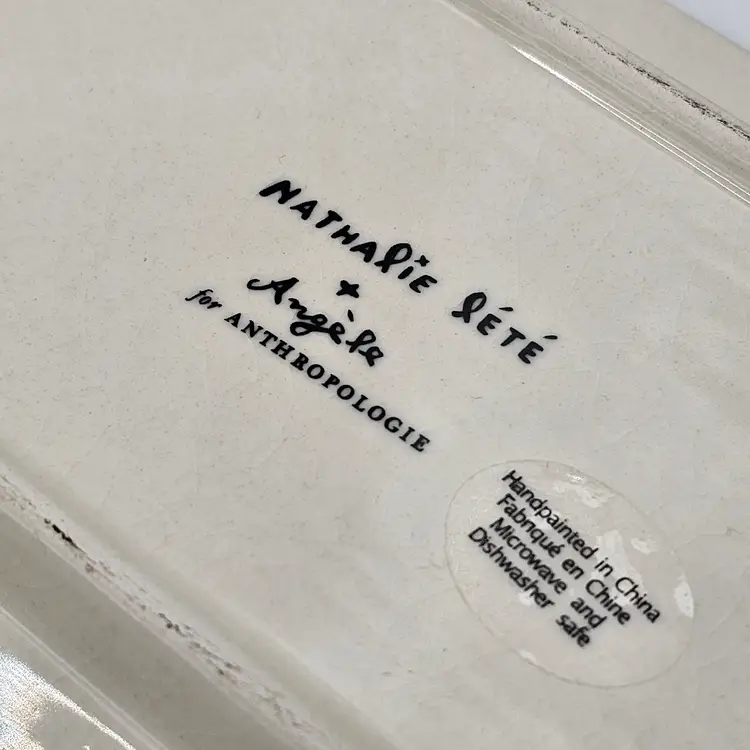 NATHAlie lÉTÉ
+
Angèle
for ANTHROPOLOGIE
Handpainted in China
Fabriqué en Chine
Microwave and
Dishwasher safe